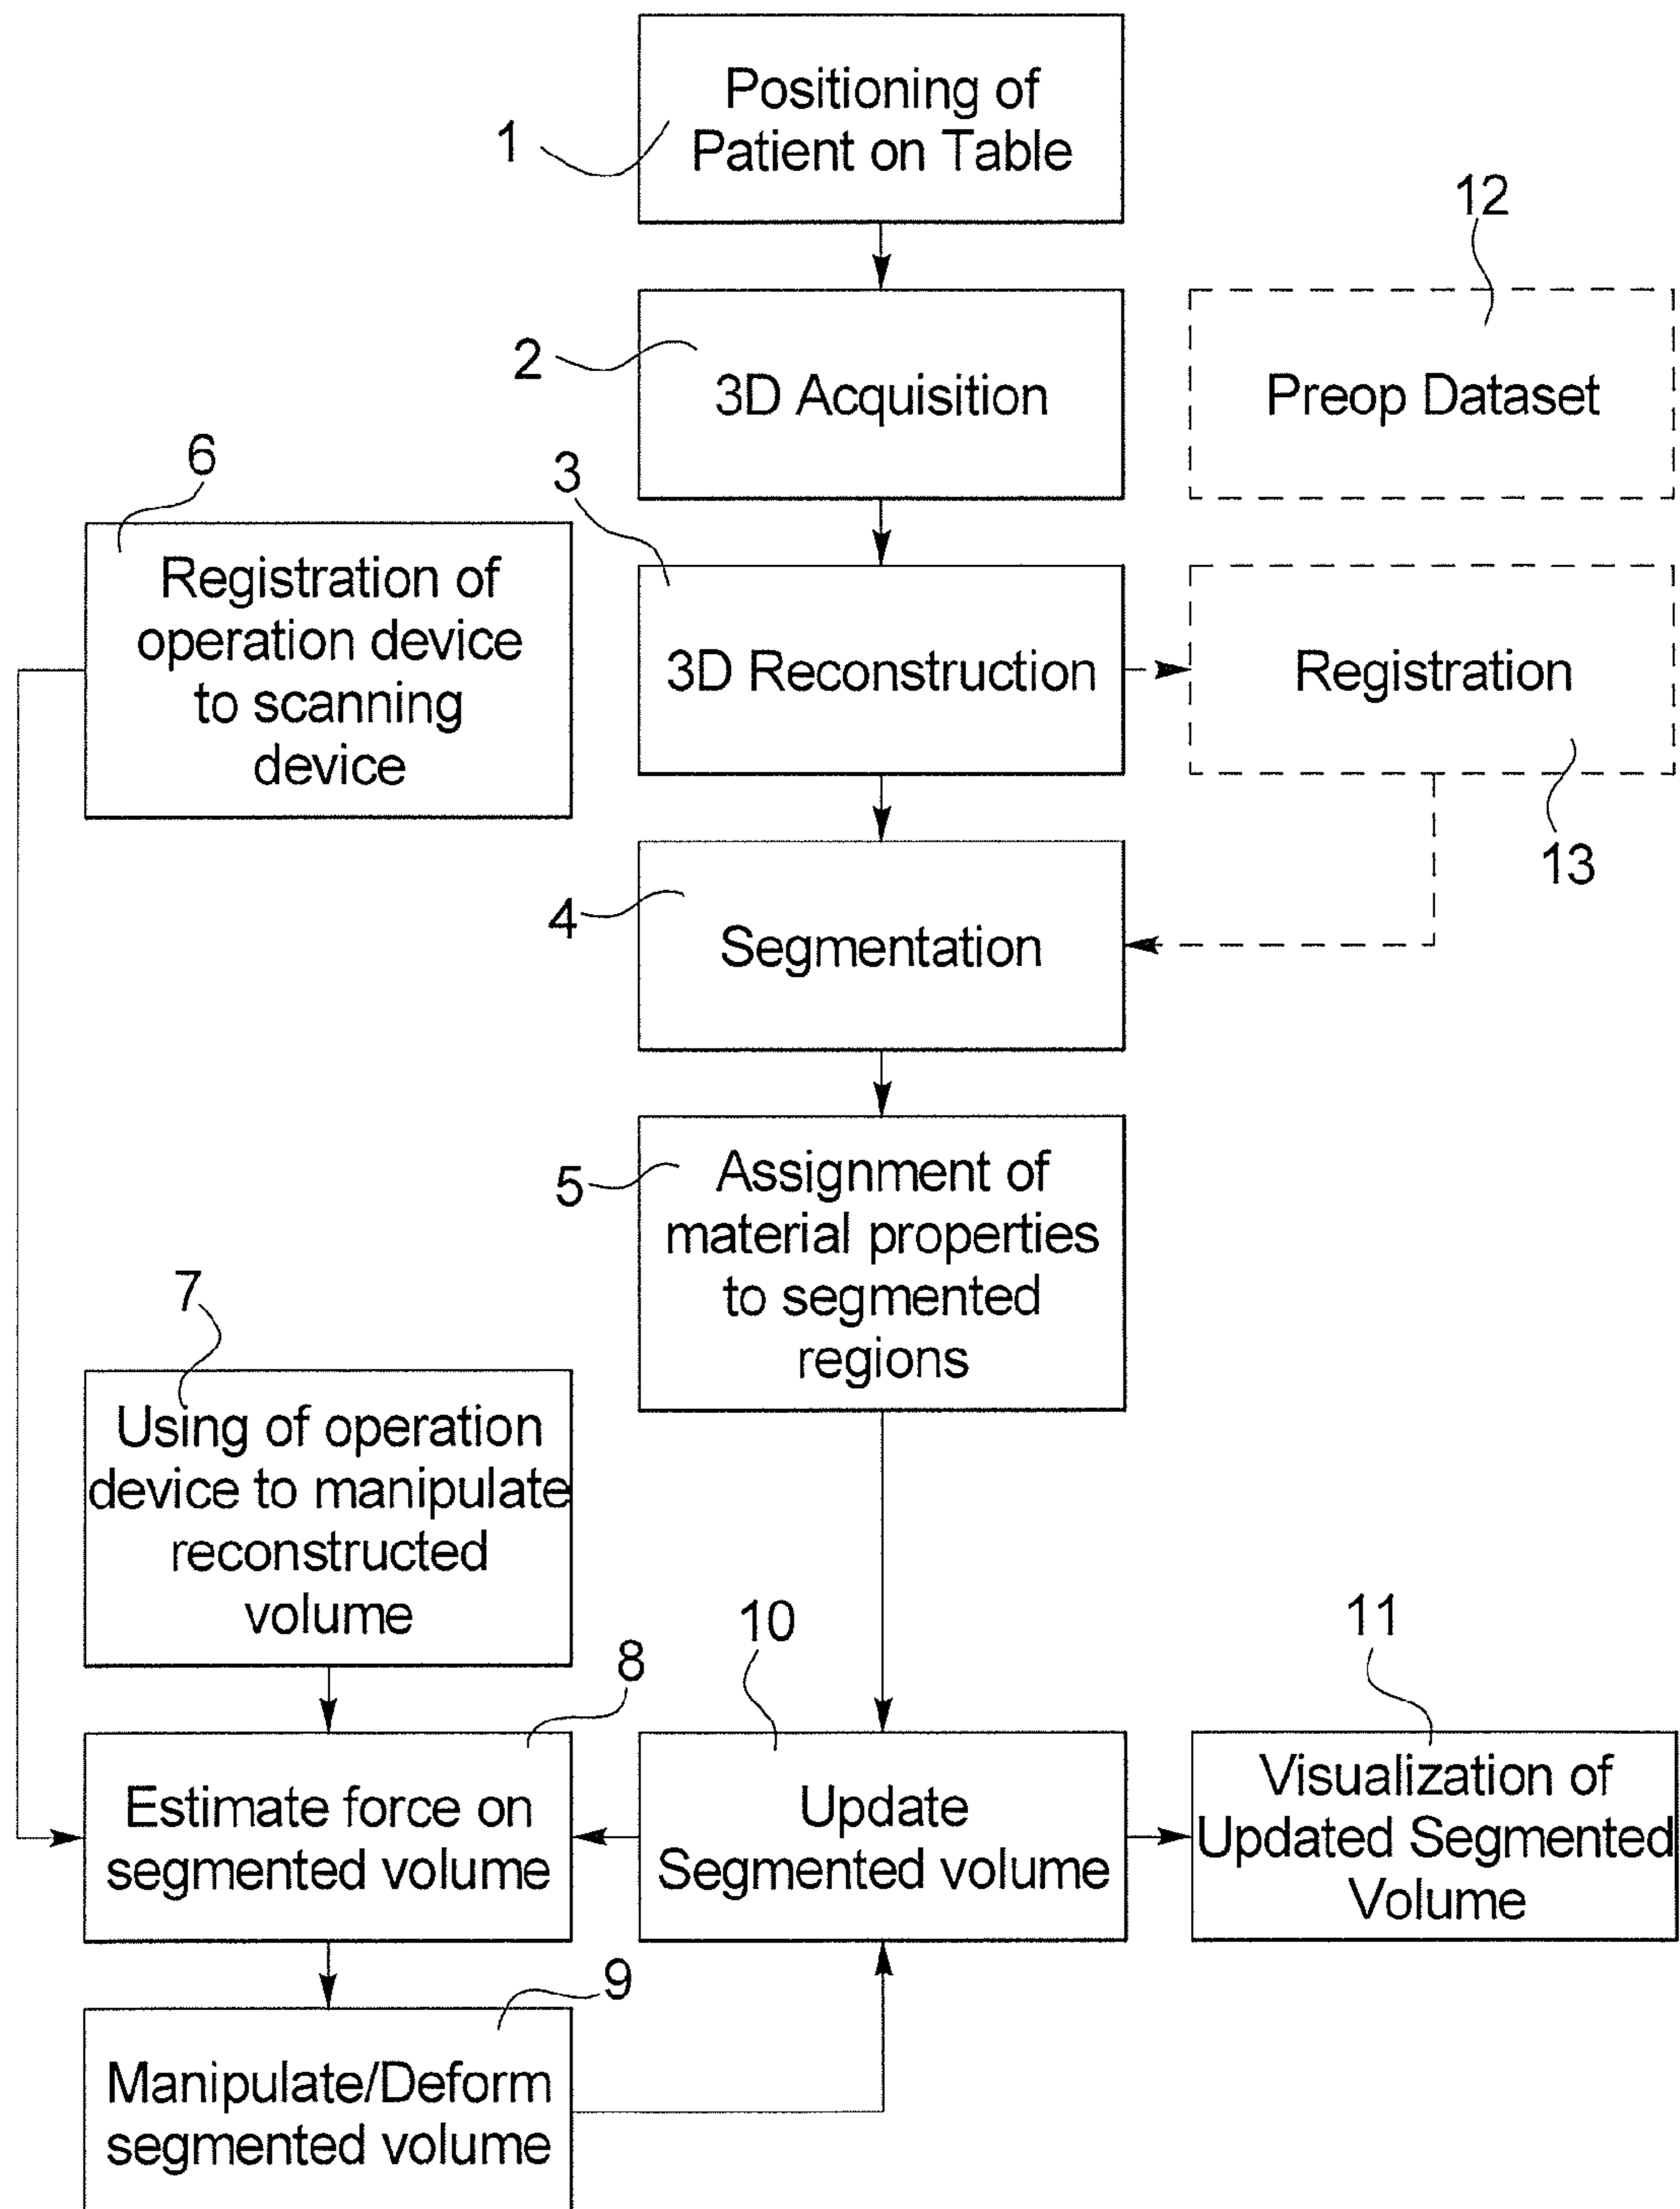 Positioning of
Patient on Table
1
12
3D Acquisition
2
Preop Dataset
6
Registration of
operation device
to scanning
device
3
3D Reconstruction
Registration
13
4
Segmentation
5
Assignment of
material properties
to segmented
regions
7
Using of operation
device to manipulate
reconstructed
volume
8
Estimate force on
segmented volume
10
Update
Segmented volume
11
Visualization of
Updated Segmented
Volume
9
Manipulate/Deform
segmented volume